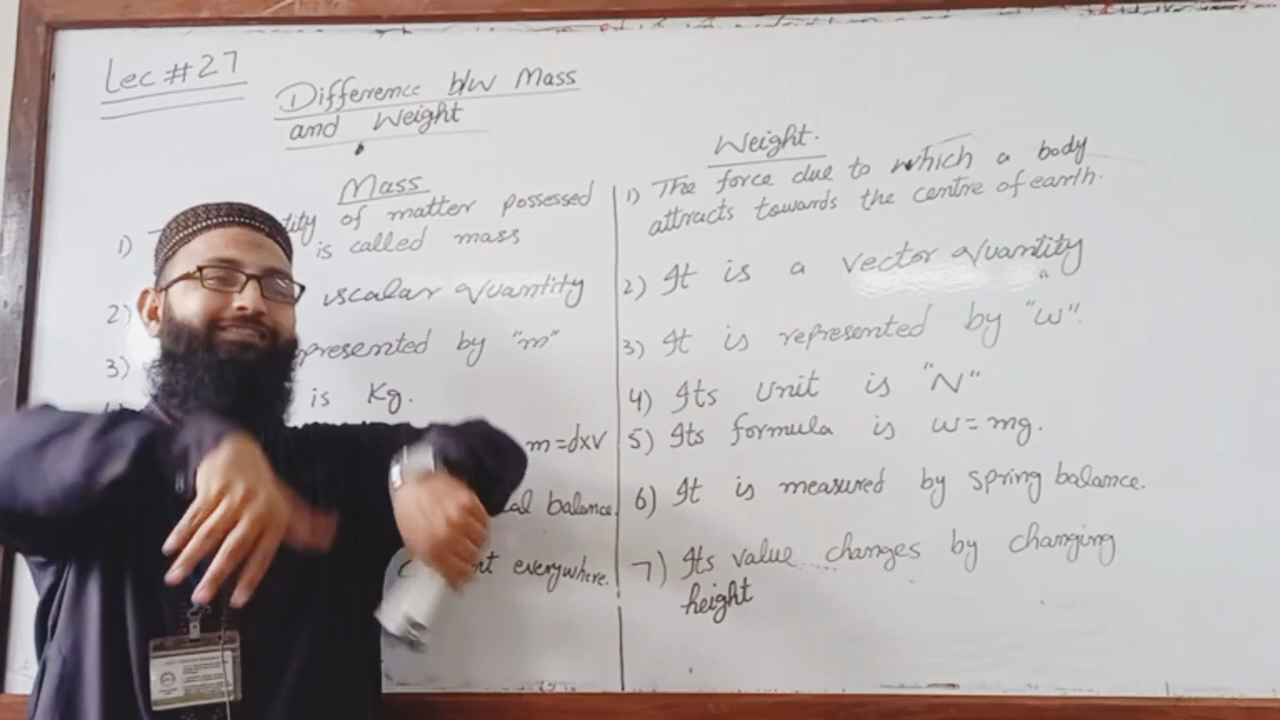 Lec #27
Difference b/w Mass
and Weight
Mass
1) of matter possessed
is called mass
2) scalar quantity
3) by "m"
is Kg.
m=dxv
balance.
everywhere.
Weight.
1) The force due to which a body
attracts towards the centre of earth.
2) It is a vector quantity
3) It is represented by "w".
4) Its Unit is "N"
5) Its formula is w=mg.
6) It is measured by spring balance.
7) Its value changes by changing
height